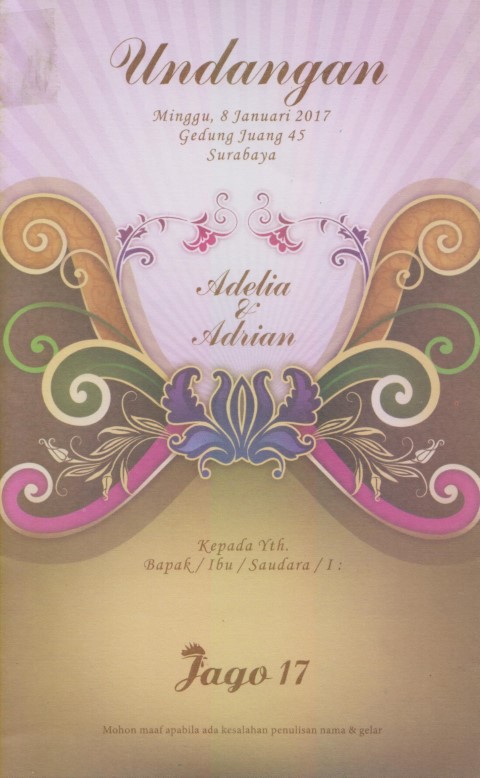 Undangan
Minggu, 8 Januari 2017
Gedung Juang 45
Surabaya
Adelia
&
Adrian
Kepada Yth.
Bapak / Ibu / Saudara / I :
Jago 17
Mohon maaf apabila ada kesalahan penulisan nama & gelar